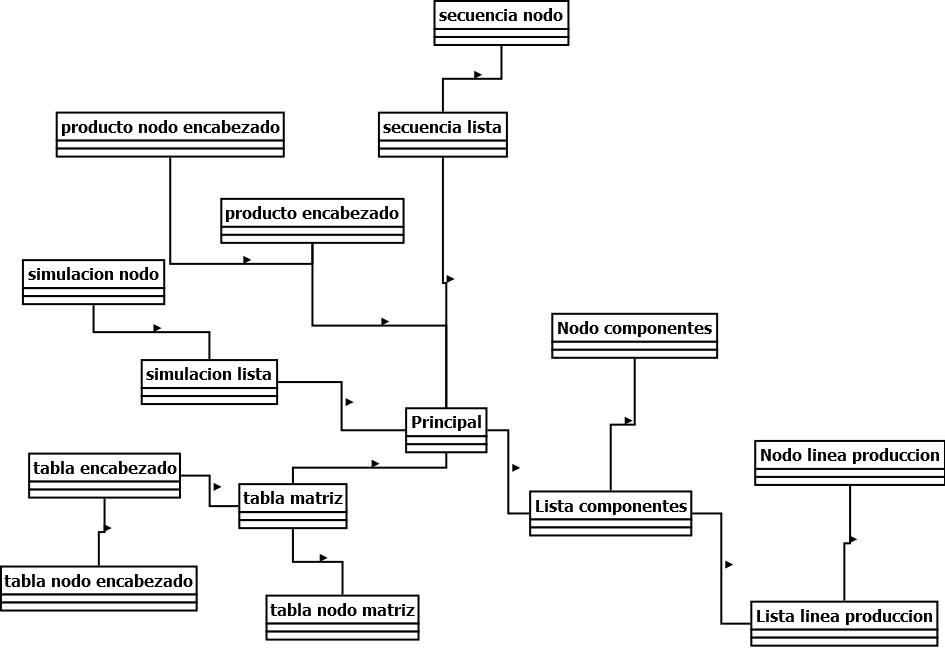 secuencia nodo
producto nodo encabezado
secuencia lista
producto encabezado
simulacion nodo
Nodo componentes
simulacion lista
Principal
Nodo linea produccion
tabla encabezado
tabla matriz
Lista componentes
tabla nodo encabezado
tabla nodo matriz
Lista linea produccion